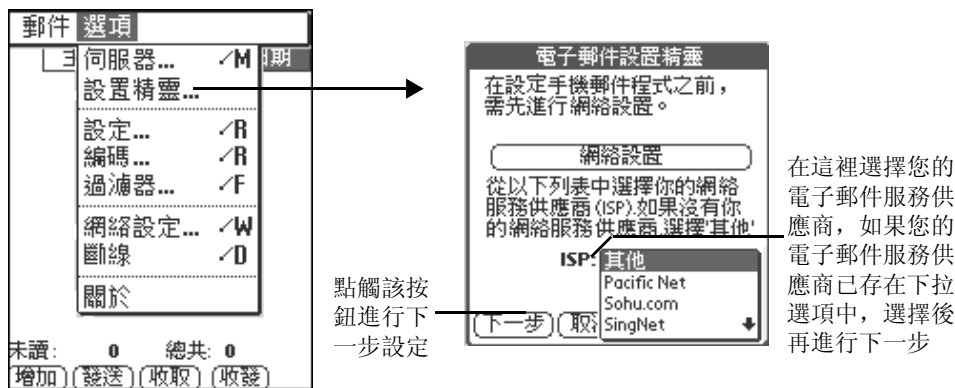 郵件 選項
伺服器... ⁄M 期
設置精靈...
設定... ⁄R
編碼... ⁄R
過濾器... ⁄F
網絡設定... ⁄W
斷線 ⁄D
關於
未讀: 0 總共: 0
增加 發送 收取 收發
點觸該按
鈕進行下
一步設定
電子郵件設置精靈
在設定手機郵件程式之前,
需先進行網絡設置。
網絡設置
從以下列表中選擇你的網絡
服務供應商(ISP).如果沒有你
的網絡服務供應商,選擇'其他'
ISP: 其他
Pacific Net
Sohu.com
SingNet
下一步 取
在這裡選擇您的
電子郵件服務供
應商，如果您的
電子郵件服務供
應商已存在下拉
選項中，選擇後
再進行下一步